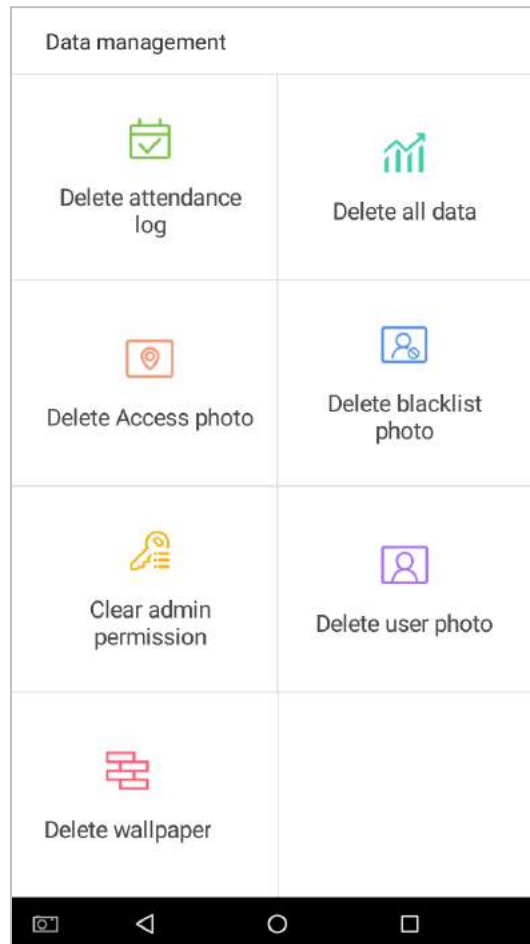 Data management
Delete attendance
log
Delete all data
Delete Access photo
Delete blacklist
photo
Clear admin
permission
Delete user photo
Delete wallpaper